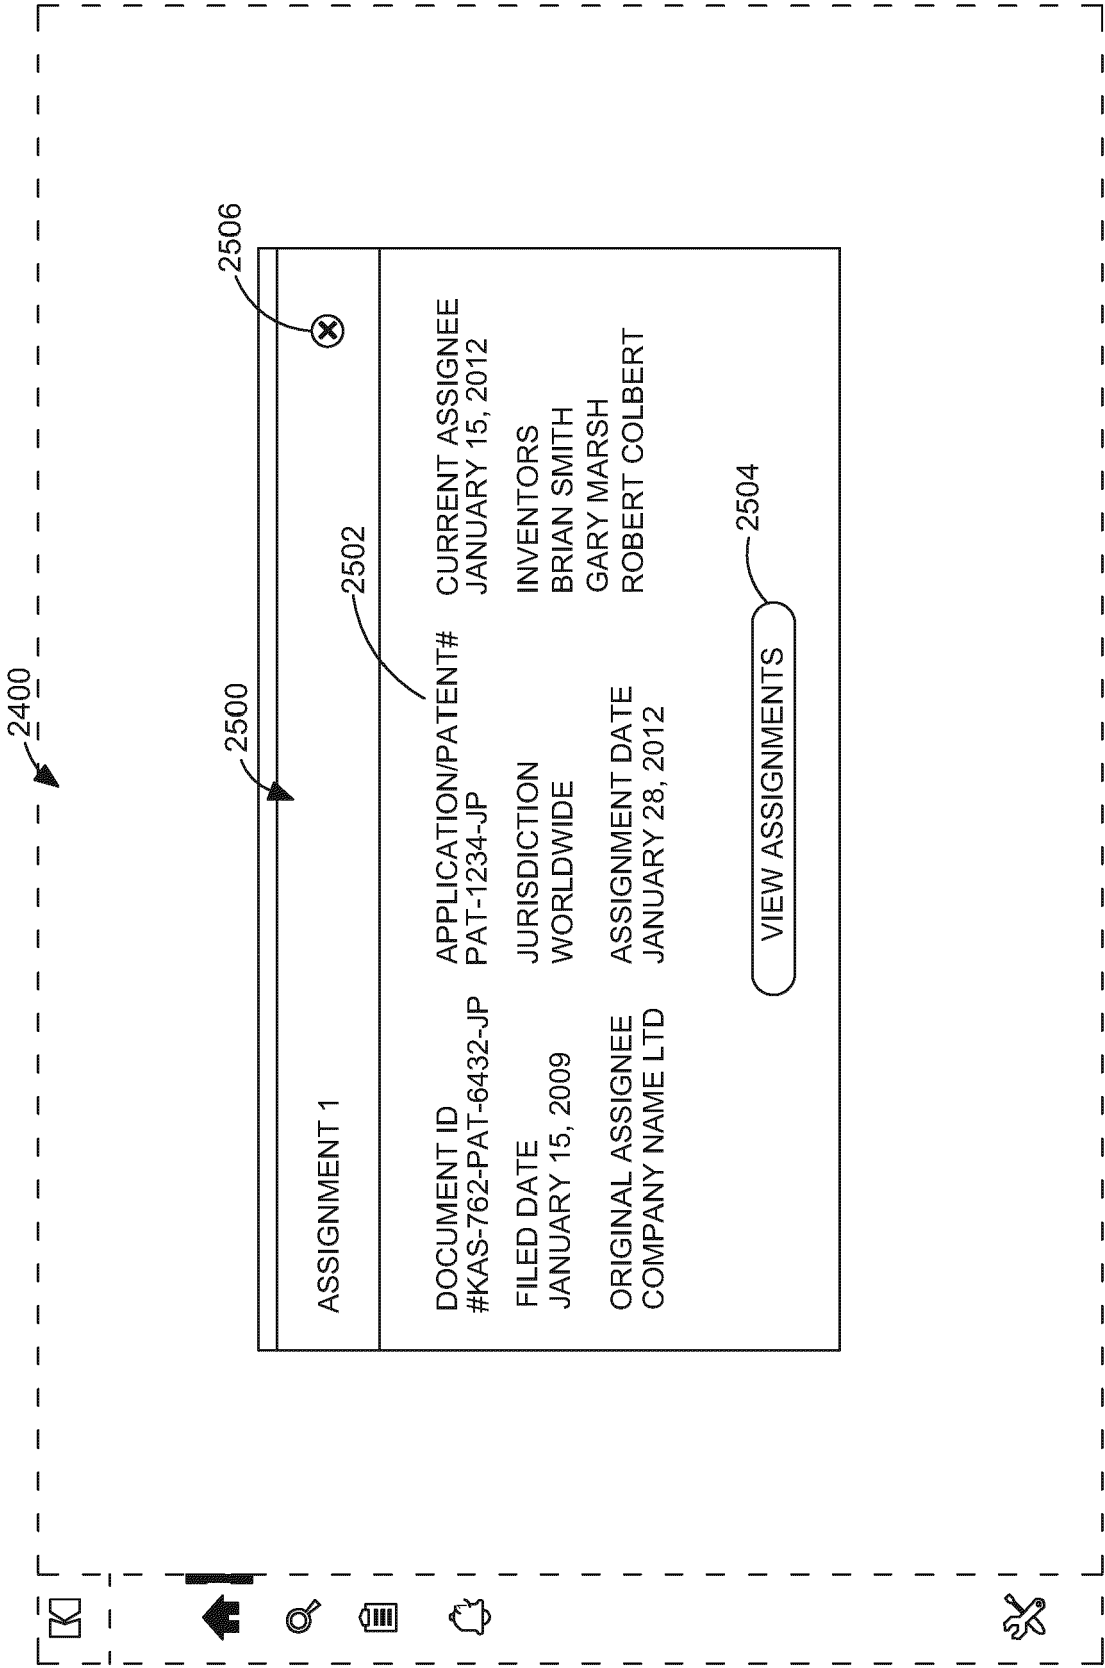 2400
2500
2506
ASSIGNMENT 1
2502
DOCUMENT ID
#KAS-762-PAT-6432-JP
APPLICATION/PATENT#
PAT-1234-JP
CURRENT ASSIGNEE
JANUARY 15, 2012
FILED DATE
JANUARY 15, 2009
JURISDICTION
WORLDWIDE
INVENTORS
BRIAN SMITH
GARY MARSH
ROBERT COLBERT
ORIGINAL ASSIGNEE
COMPANY NAME LTD
ASSIGNMENT DATE
JANUARY 28, 2012
2504
VIEW ASSIGNMENTS